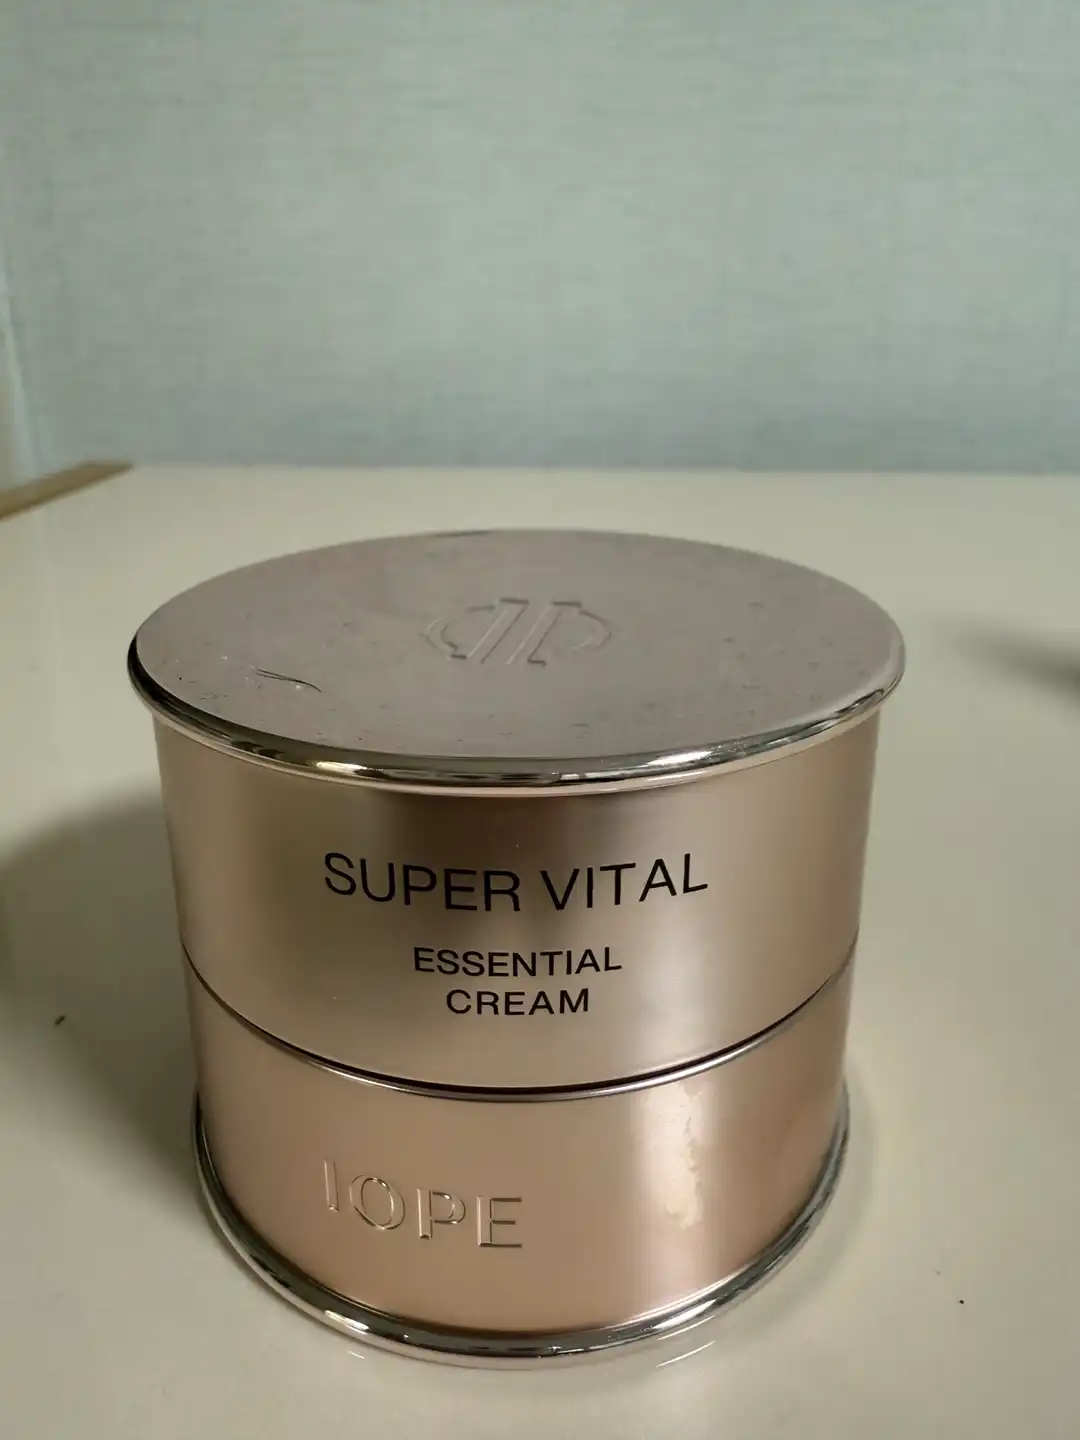 SUPER VITAL
ESSENTIAL
CREAM
IOPE